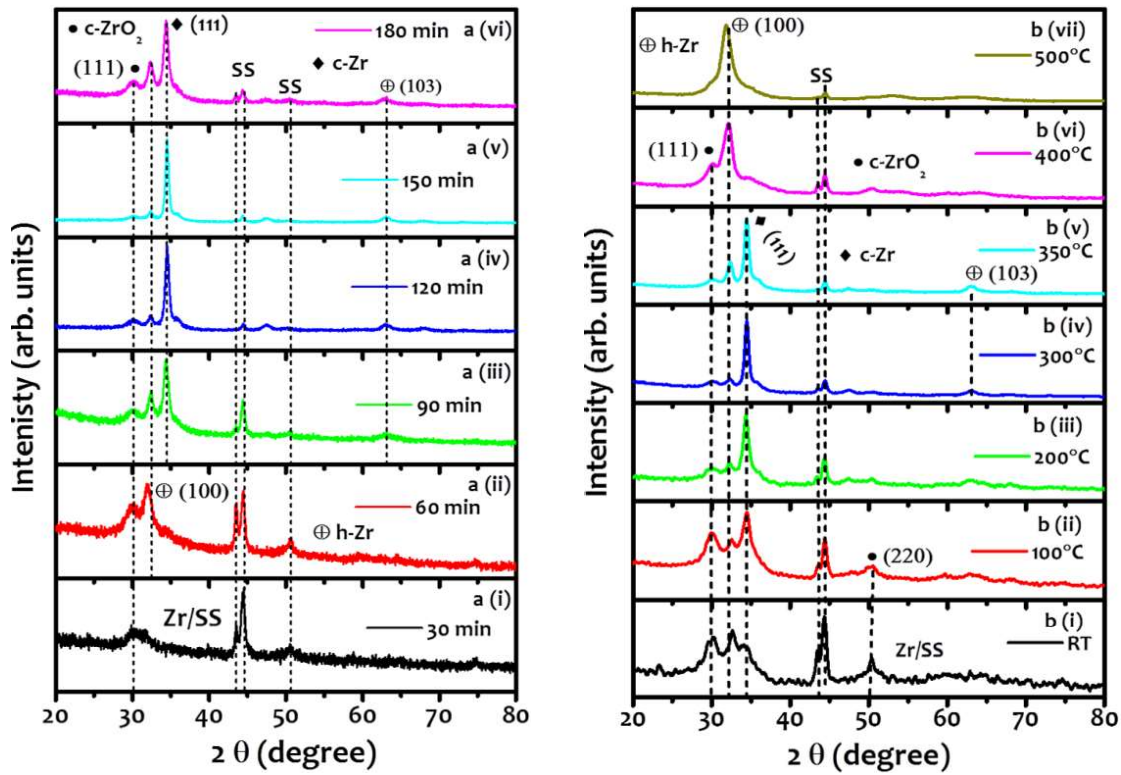 ● c-ZrO2
◆ (111)
180 min
a (vi)
(111) ●
SS
◆ c-Zr
SS
⊕ (103)
a (v)
150 min
a (iv)
120 min
a (iii)
90 min
⊕ (100)
a (ii)
60 min
⊕ h-Zr
Zr/SS
a (i)
30 min
Intenisty (arb. units)
20 30 40 50 60 70 80
2 θ (degree)
⊕ h-Zr
⊕ (100)
b (vii)
500°C
SS
b (vi)
(111) ●
● c-ZrO2
400°C
◆ (111)
b (v)
◆ c-Zr
350°C
⊕ (103)
b (iv)
300°C
b (iii)
200°C
b (ii)
100°C
● (220)
b (i)
Zr/SS
RT
Intensity (arb. units)
20 30 40 50 60 70 80
2 θ (degree)